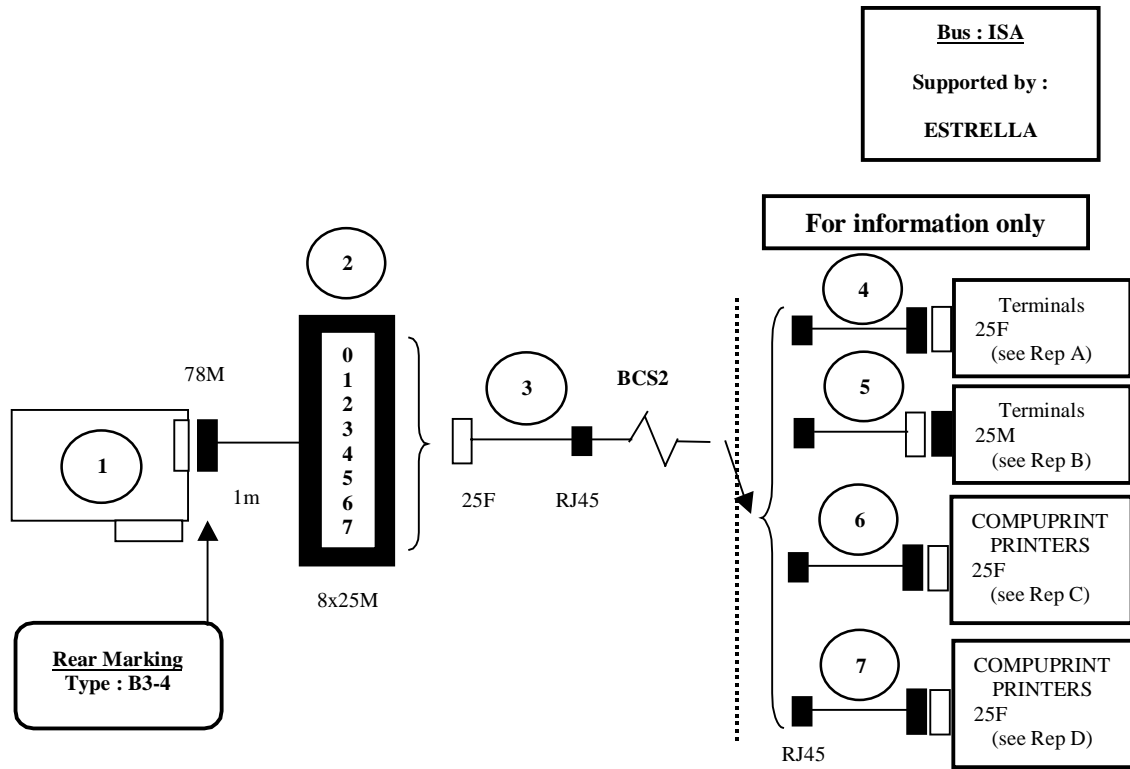 Bus : ISA
Supported by :
ESTRELLA
For information only
2
4
Terminals
25F
(see Rep A)
0
1
2
3
4
5
6
7
78M
3
BCS2
5
Terminals
25M
(see Rep B)
1
1m
25F
RJ45
6
COMPUPRINT
PRINTERS
25F
(see Rep C)
8x25M
Rear Marking
Type : B3-4
7
COMPUPRINT
PRINTERS
25F
(see Rep D)
RJ45